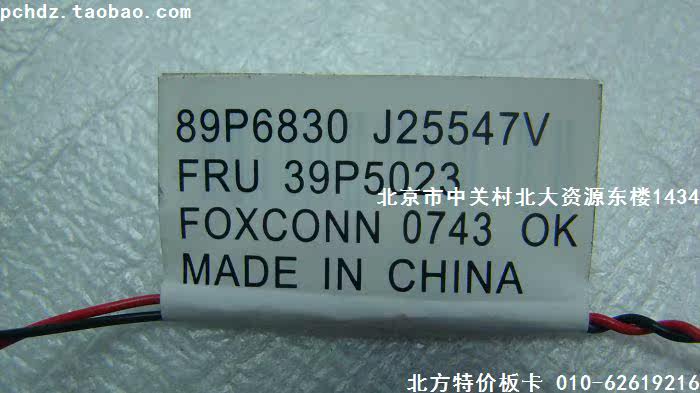 pchdz.taobao.com
89P6830 J25547V
FRU 39P5023
北京市中关村北大资源东楼1434
FOXCONN 0743 OK
MADE IN CHINA
北方特价板卡 010-62619216